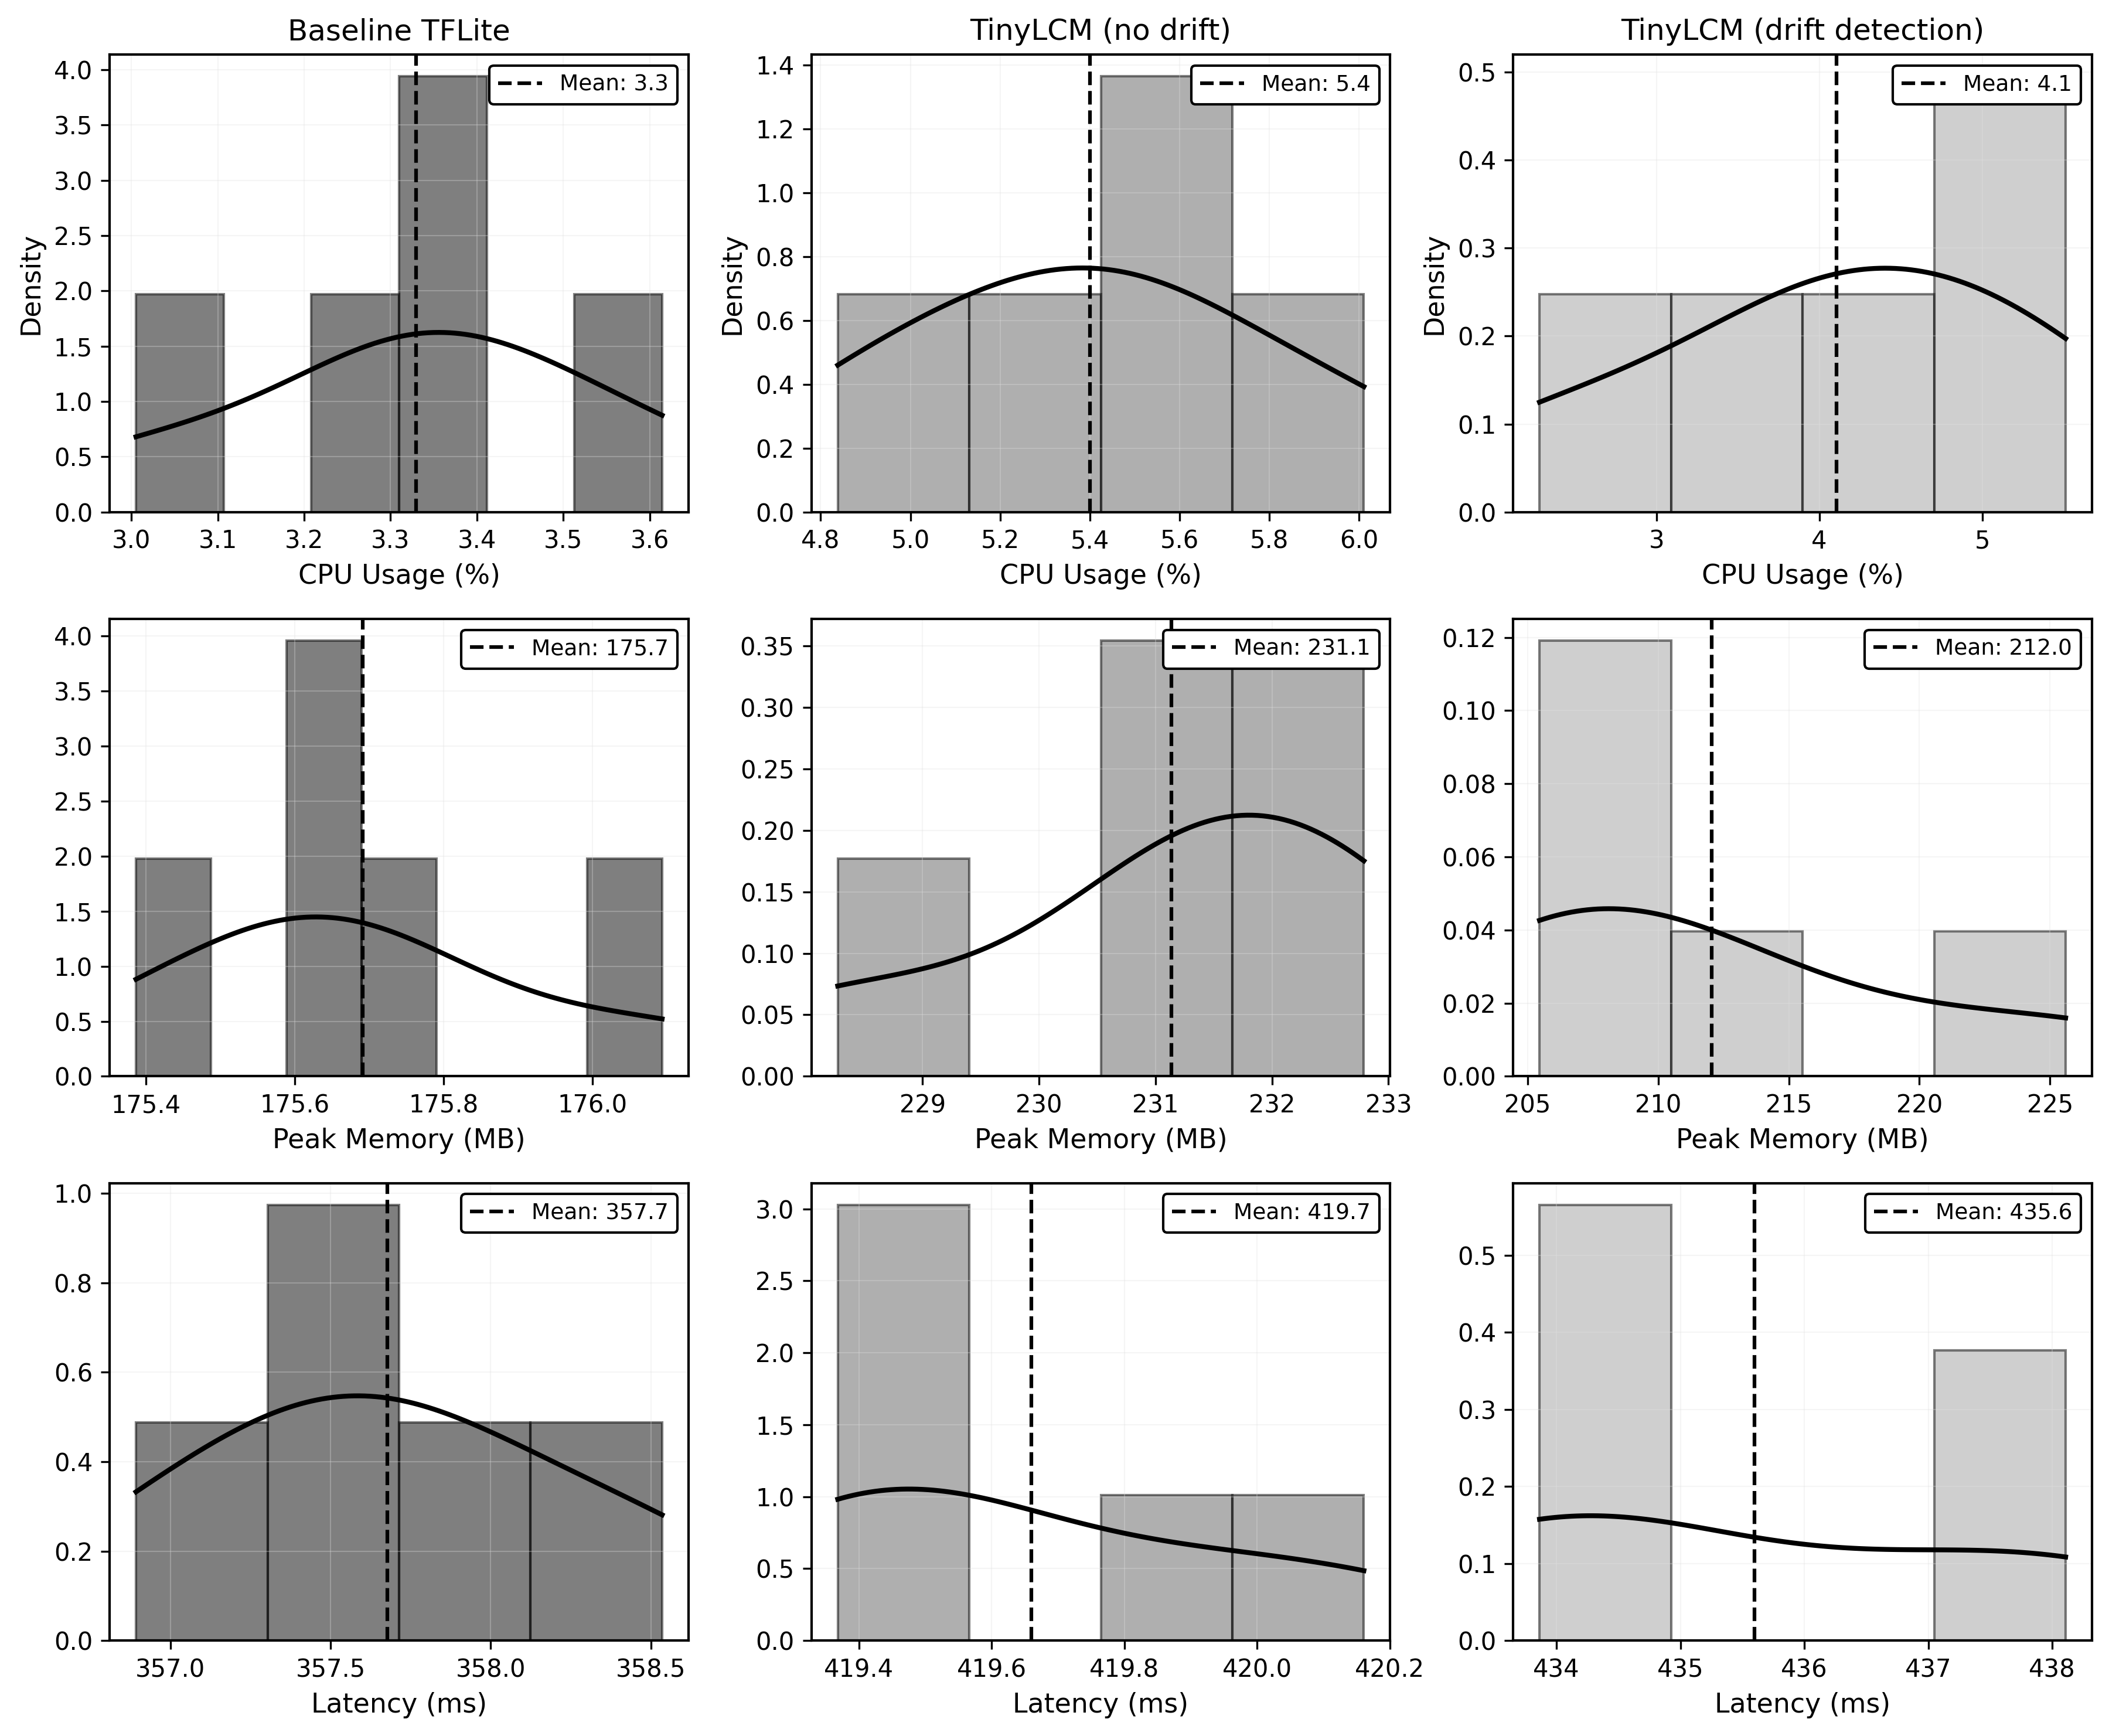 Baseline TFLite
TinyLCM (no drift)
TinyLCM (drift detection)
Density
4.0
3.5
3.0
2.5
2.0
1.5
1.0
0.5
0.0
Mean: 3.3
3.0 3.1 3.2 3.3 3.4 3.5 3.6
CPU Usage (%)
Density
1.4
1.2
1.0
0.8
0.6
0.4
0.2
0.0
Mean: 5.4
4.8 5.0 5.2 5.4 5.6 5.8 6.0
CPU Usage (%)
Density
0.5
0.4
0.3
0.2
0.1
0.0
Mean: 4.1
3 4 5
CPU Usage (%)
4.0
3.5
3.0
2.5
2.0
1.5
1.0
0.5
0.0
Mean: 175.7
175.4 175.6 175.8 176.0
Peak Memory (MB)
0.35
0.30
0.25
0.20
0.15
0.10
0.05
0.00
Mean: 231.1
229 230 231 232 233
Peak Memory (MB)
0.12
0.10
0.08
0.06
0.04
0.02
0.00
Mean: 212.0
205 210 215 220 225
Peak Memory (MB)
1.0
0.8
0.6
0.4
0.2
0.0
Mean: 357.7
357.0 357.5 358.0 358.5
Latency (ms)
3.0
2.5
2.0
1.5
1.0
0.5
0.0
Mean: 419.7
419.4 419.6 419.8 420.0 420.2
Latency (ms)
0.5
0.4
0.3
0.2
0.1
0.0
Mean: 435.6
434 435 436 437 438
Latency (ms)